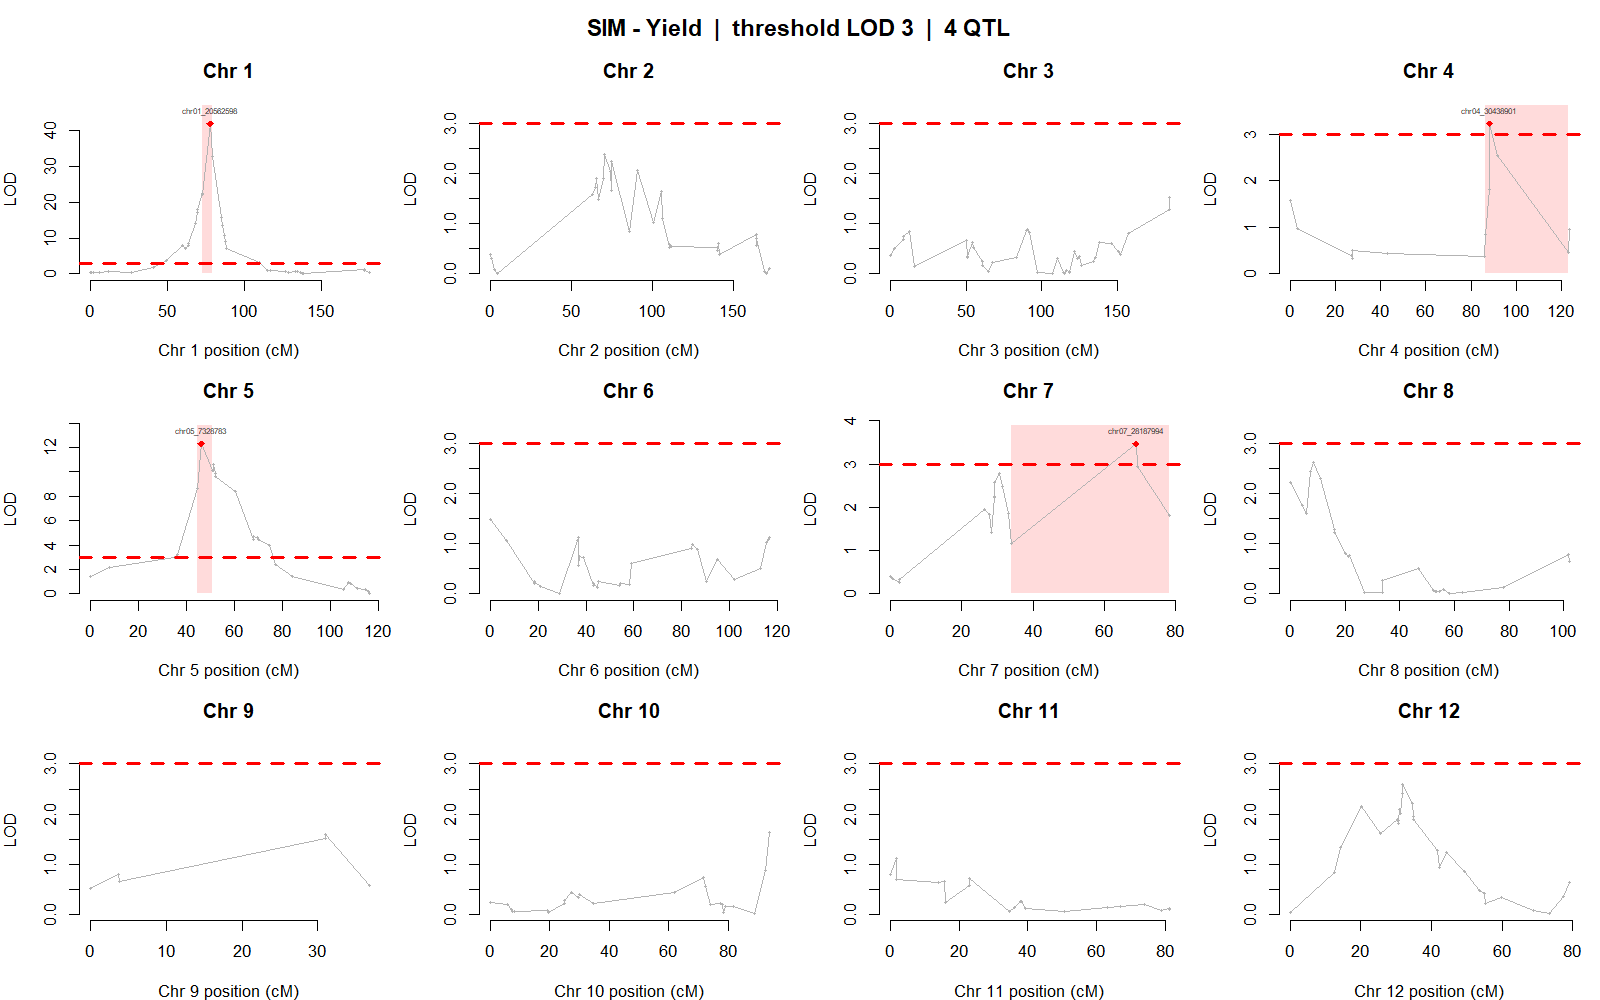 SIM - Yield | threshold LOD 3 | 4 QTL
Chr 1
LOD
0 10 20 30 40
chr01_20562598
0 50 100 150
Chr 1 position (cM)
Chr 2
LOD
0.0 1.0 2.0 3.0
0 50 100 150
Chr 2 position (cM)
Chr 3
LOD
0.0 1.0 2.0 3.0
0 50 100 150
Chr 3 position (cM)
Chr 4
LOD
0 1 2 3
chr04_30438901
0 20 40 60 80 100 120
Chr 4 position (cM)
Chr 5
LOD
0 2 4 6 8 12
chr05_7328783
0 20 40 60 80 100 120
Chr 5 position (cM)
Chr 6
LOD
0.0 1.0 2.0 3.0
0 20 40 60 80 100 120
Chr 6 position (cM)
Chr 7
LOD
0 1 2 3 4
chr07_28187994
0 20 40 60 80
Chr 7 position (cM)
Chr 8
LOD
0.0 1.0 2.0 3.0
0 20 40 60 80 100
Chr 8 position (cM)
Chr 9
LOD
0.0 1.0 2.0 3.0
0 10 20 30
Chr 9 position (cM)
Chr 10
LOD
0.0 1.0 2.0 3.0
0 20 40 60 80
Chr 10 position (cM)
Chr 11
LOD
0.0 1.0 2.0 3.0
0 20 40 60 80
Chr 11 position (cM)
Chr 12
LOD
0.0 1.0 2.0 3.0
0 20 40 60 80
Chr 12 position (cM)